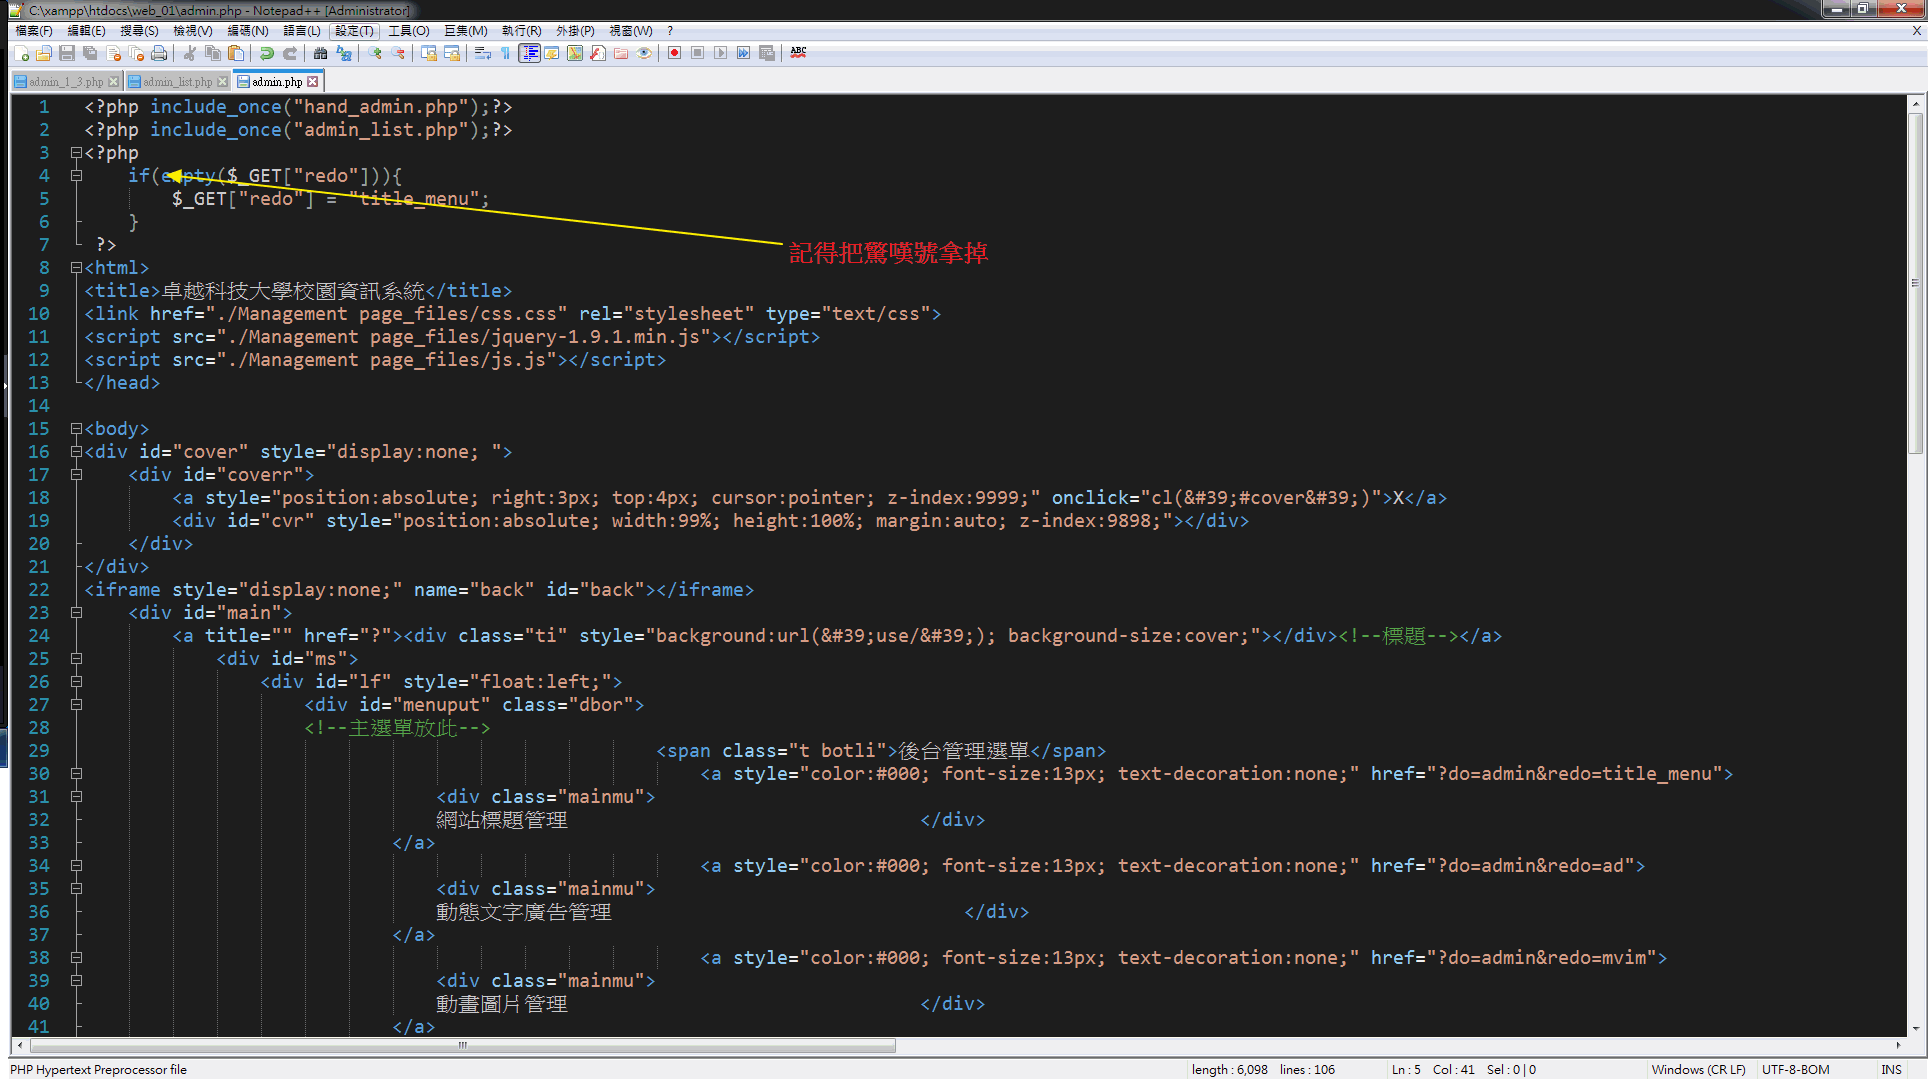 C:\xampp\htdocs\web_01\admin.php - Notepad++ [Administrator]
檔案(F) 編輯(E) 搜尋(S) 檢視(V) 編碼(N) 語言(L) 設定(T) 工具(O) 巨集(M) 執行(R) 外掛(P) 視窗(W) ? X
ABC
admin_1_3.php admin_list.php admin.php
1 <?php include_once("hand_admin.php");?>
2 <?php include_once("admin_list.php");?>
3 <?php
4 if(empty($_GET["redo"])){
5 $_GET["redo"] = "title_menu";
6 }
7 ?>
記得把驚嘆號拿掉
8 <html>
9 <title>卓越科技大學校園資訊系統</title>
10 <link href="./Management page_files/css.css" rel="stylesheet" type="text/css">
11 <script src="./Management page_files/jquery-1.9.1.min.js"></script>
12 <script src="./Management page_files/js.js"></script>
13 </head>
14
15 <body>
16 <div id="cover" style="display:none; ">
17 <div id="coverr">
18 <a style="position:absolute; right:3px; top:4px; cursor:pointer; z-index:9999;" onclick="cl(&#39;#cover&#39;)">X</a>
19 <div id="cvr" style="position:absolute; width:99%; height:100%; margin:auto; z-index:9898;"></div>
20 </div>
21 </div>
22 <iframe style="display:none;" name="back" id="back"></iframe>
23 <div id="main">
24 <a title="" href="?"><div class="ti" style="background:url(&#39;use/&#39;); background-size:cover;"></div><!--標題--></a>
25 <div id="ms">
26 <div id="lf" style="float:left;">
27 <div id="menuput" class="dbor">
28 <!--主選單放此-->
29 <span class="t botli">後台管理選單</span>
30 <a style="color:#000; font-size:13px; text-decoration:none;" href="?do=admin&redo=title_menu">
31 <div class="mainmu">
32 網站標題管理 </div>
33 </a>
34 <a style="color:#000; font-size:13px; text-decoration:none;" href="?do=admin&redo=ad">
35 <div class="mainmu">
36 動態文字廣告管理 </div>
37 </a>
38 <a style="color:#000; font-size:13px; text-decoration:none;" href="?do=admin&redo=mvim">
39 <div class="mainmu">
40 動畫圖片管理 </div>
41 </a>
PHP Hypertext Preprocessor file length : 6,098 lines : 106 Ln : 5 Col : 41 Sel : 0 | 0 Windows (CR LF) UTF-8-BOM INS